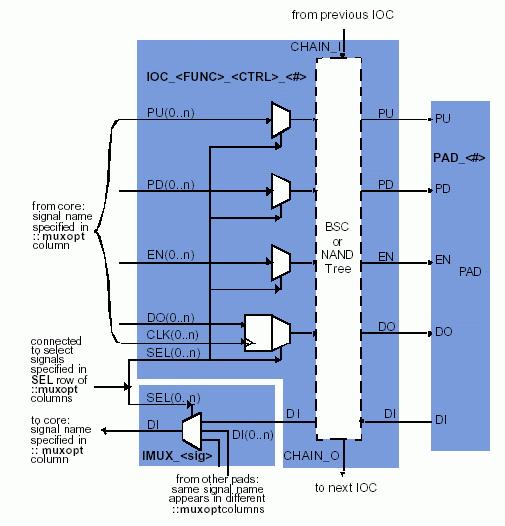 from previous IOC
CHAIN_I
IOC_<FUNC>_<CTRL>_<#>
PU(0..n)
PU
PU
PAD_<#>
PD(0..n)
PD
PD
from core:
signal name
specified in
::muxopt
column
BSC
or
NAND
Tree
EN(0..n)
EN
EN
PAD
DO(0..n)
CLK(0..n)
SEL(0..n)
DO
DO
connected
to select
signals
specified in
SEL row of
::muxopt
columns
SEL(0..n)
to core:
signal name
specified in
:: muxopt
column
DI
DI(0..n)
DI
DI
DI
IMUX_<sig>
CHAIN_O
from other pads:
same signal name
appears in different
::muxoptcolumns
to next IOC